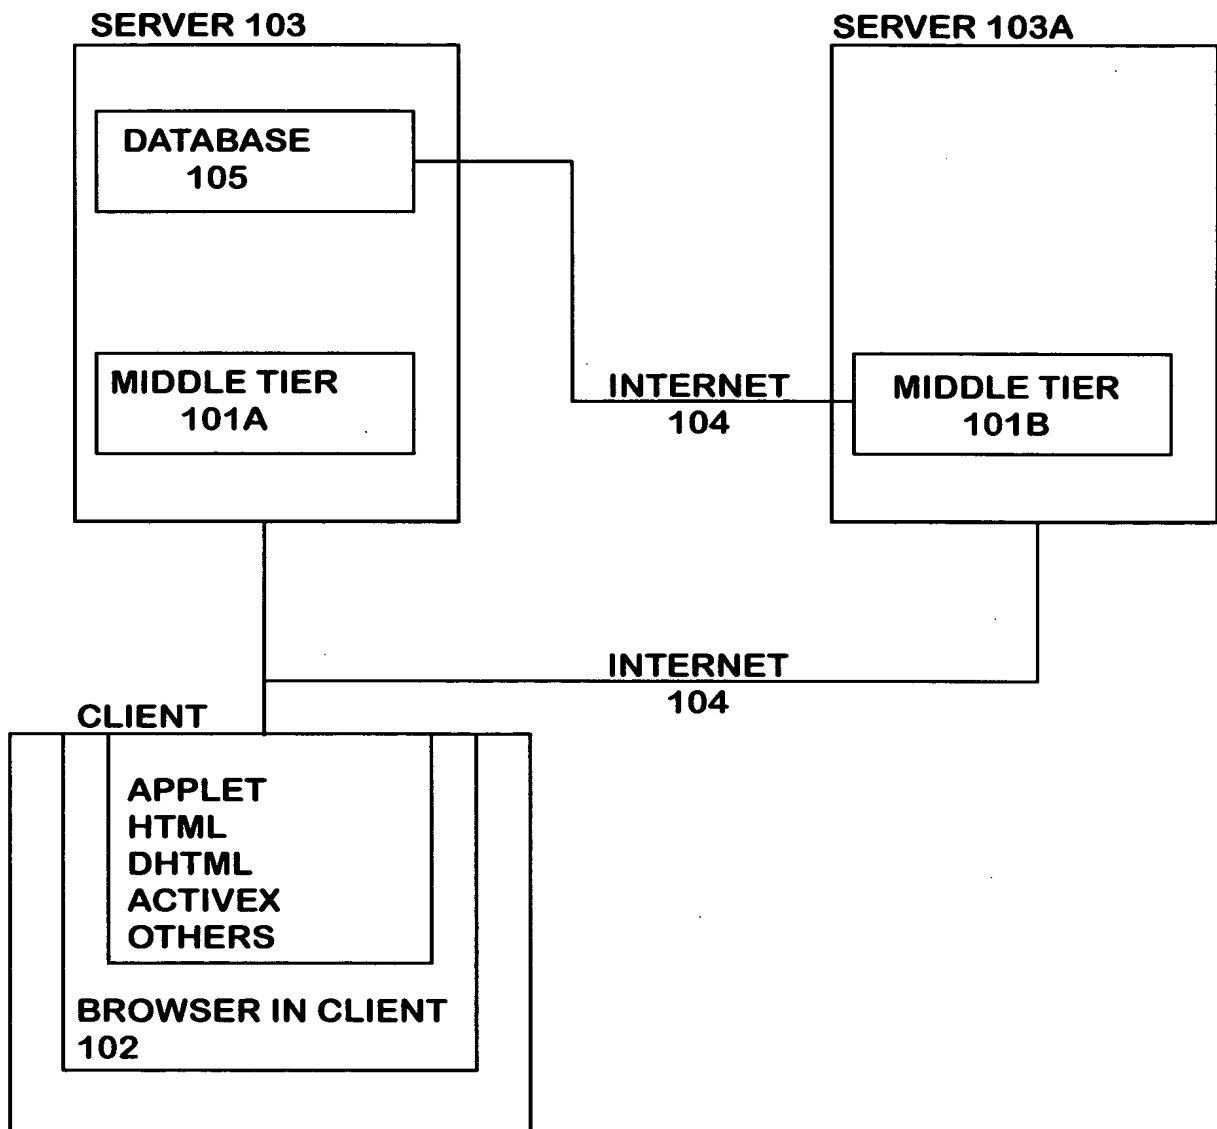 SERVER 103
SERVER 103A
DATABASE
105
MIDDLE TIER
101A
INTERNET
104
MIDDLE TIER
101B
INTERNET
104
CLIENT
APPLET
HTML
DHTML
ACTIVEX
OTHERS
BROWSER IN CLIENT
102